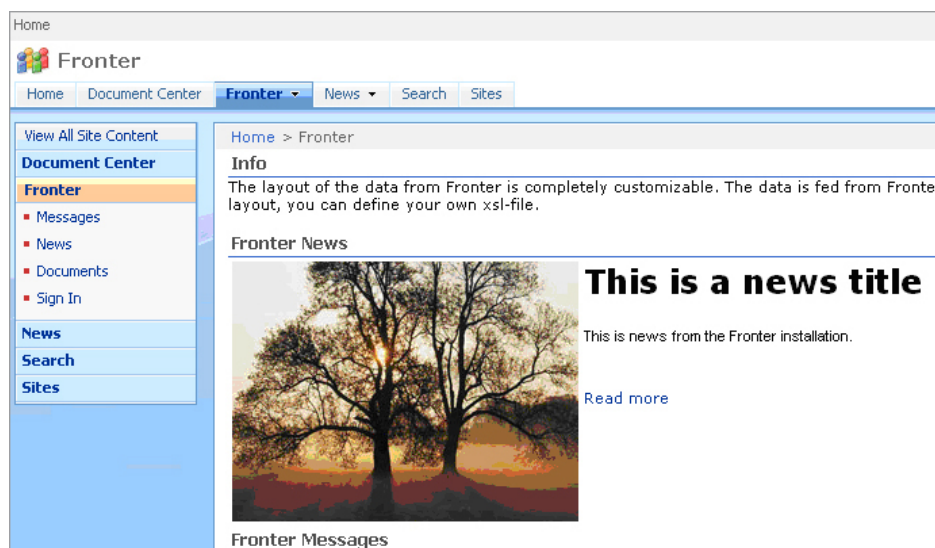 Home
Fronter
Home Document Center Fronter News Search Sites
View All Site Content
Document Center
Fronter
Messages
News
Documents
Sign In
News
Search
Sites
Home > Fronter
Info
The layout of the data from Fronter is completely customizable. The data is fed from Fronte
layout, you can define your own xsl-file.
Fronter News
This is a news title
This is news from the Fronter installation.
Read more
Fronter Messages